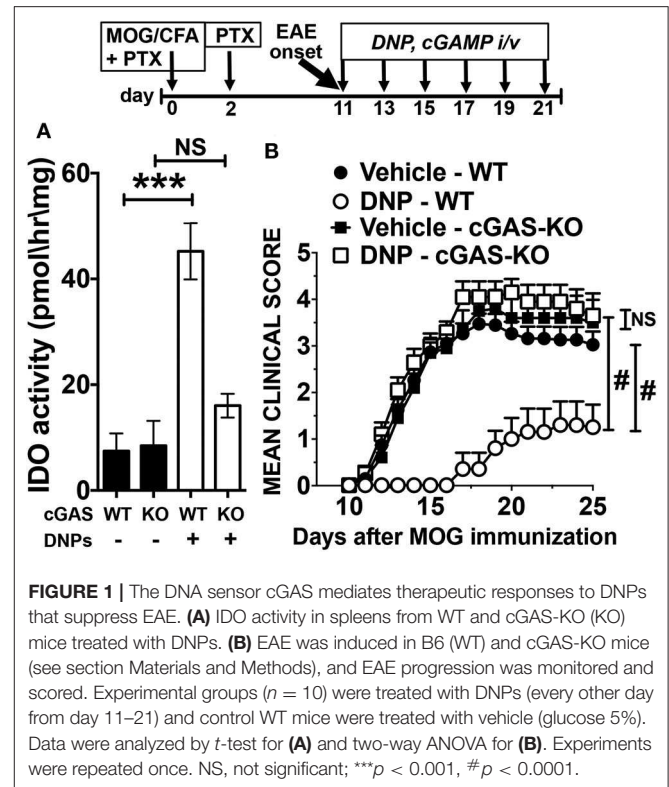 MOG/CFA
+ PTX
PTX
EAE
onset
DNP, cGAMP i/v
day 0 2 11 13 15 17 19 21
A
NS
***
IDO activity (pmol\hr\mg)
60
40
20
0
cGAS WT KO WT KO
DNPs - - + +
B
Vehicle - WT
DNP - WT
Vehicle - cGAS-KO
DNP - cGAS-KO
MEAN CLINICAL SCORE
5
4
3
2
1
0
NS
#
#
10 15 20 25
Days after MOG immunization
FIGURE 1 | The DNA sensor cGAS mediates therapeutic responses to DNPs
that suppress EAE. (A) IDO activity in spleens from WT and cGAS-KO (KO)
mice treated with DNPs. (B) EAE was induced in B6 (WT) and cGAS-KO mice
(see section Materials and Methods), and EAE progression was monitored and
scored. Experimental groups (n = 10) were treated with DNPs (every other day
from day 11–21) and control WT mice were treated with vehicle (glucose 5%).
Data were analyzed by t-test for (A) and two-way ANOVA for (B). Experiments
were repeated once. NS, not significant; ***p < 0.001, #p < 0.0001.